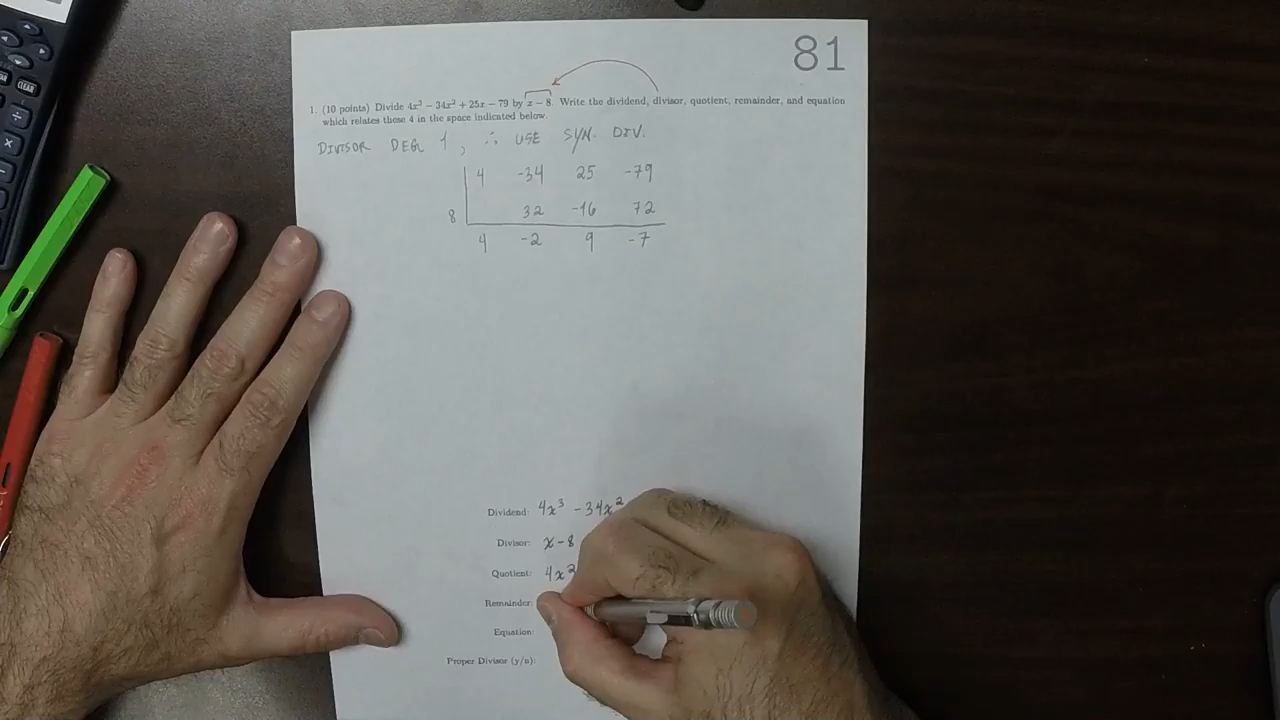 81
1. (10 points) Divide 4x³ − 34x² + 25x − 79 by x − 8. Write the dividend, divisor, quotient, remainder, and equation
which relates these 4 in the space indicated below.
DIVISOR DEG 1, ∴ USE SYN. DIV.
4 -34 25 -79
8 32 -16 72
4 -2 9 -7
Dividend: 4x³ - 34x²
Divisor: x - 8
Quotient: 4x²
Remainder:
Equation:
Proper Divisor (y/n):
CLEAR